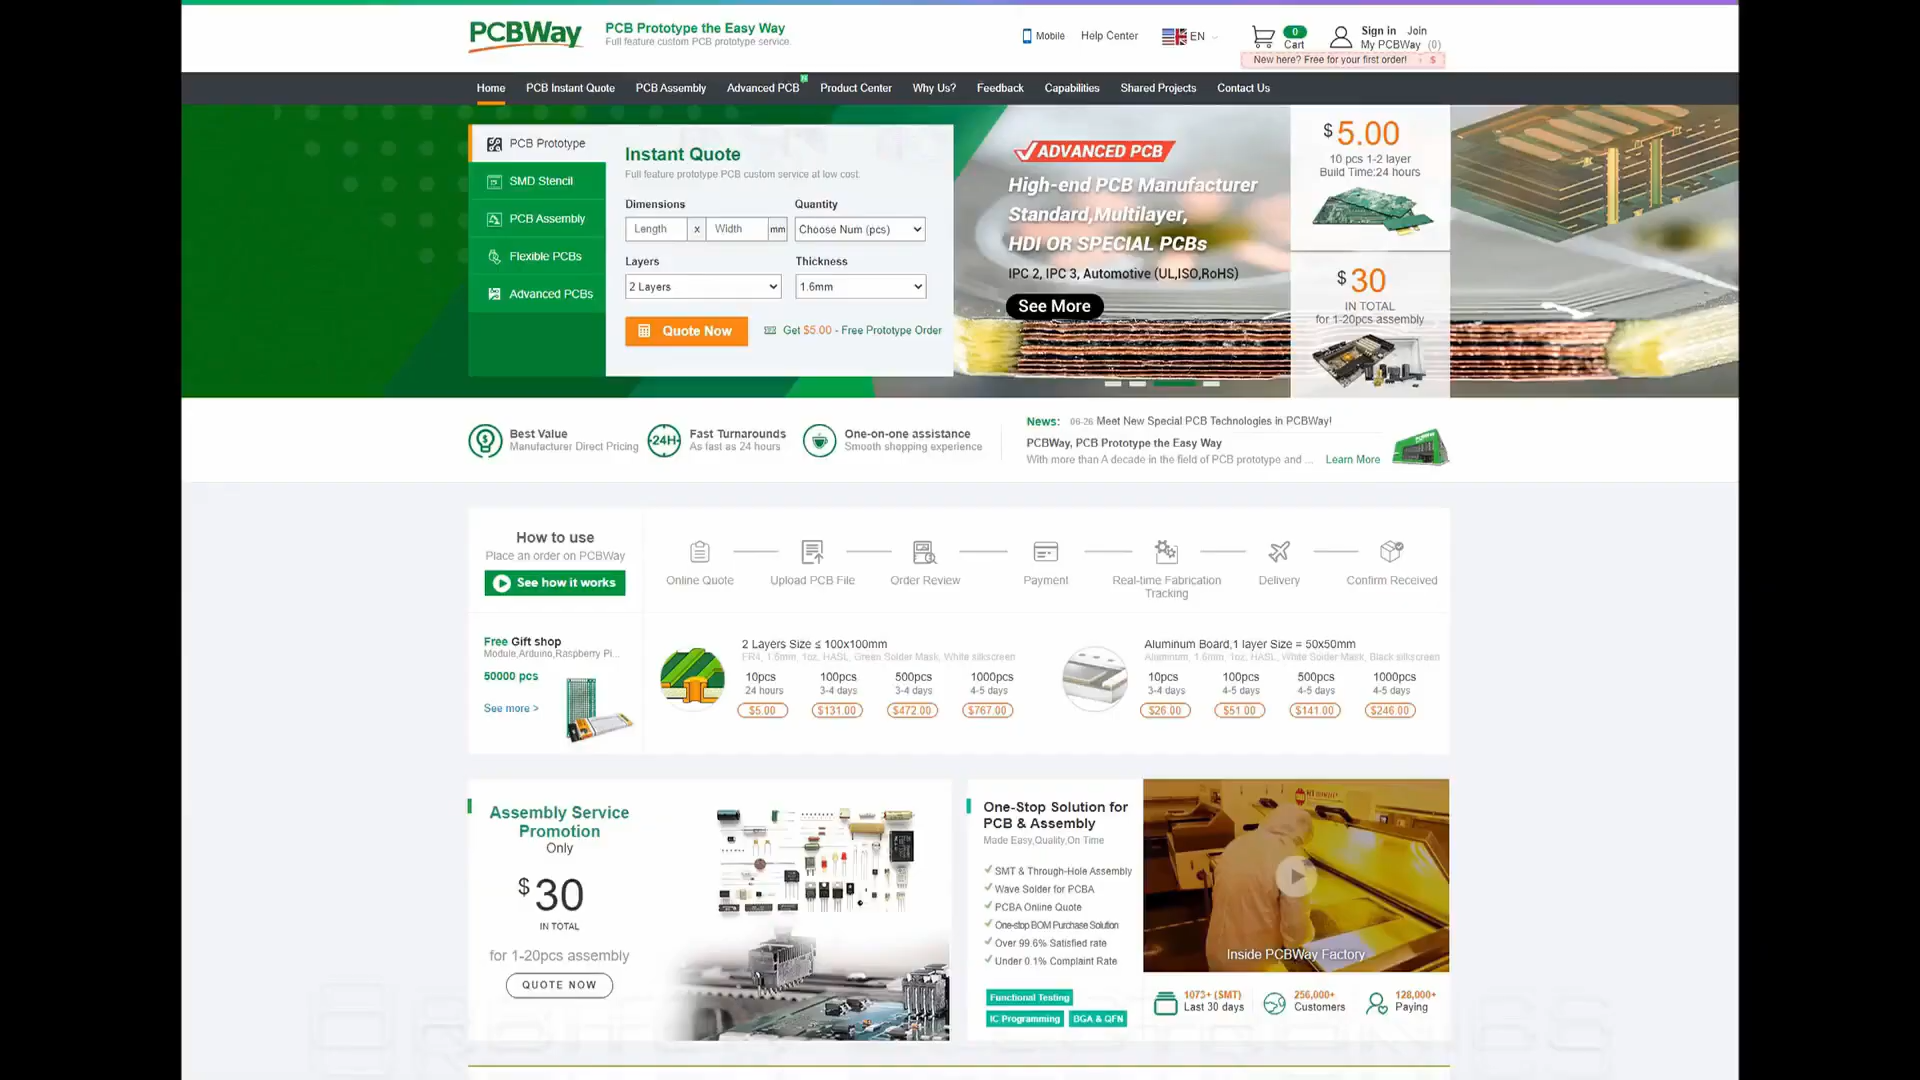 PCBWay
PCB Prototype the Easy Way
Full feature custom PCB prototype service.
Mobile
Help Center
EN
0
Cart
Sign in
Join
My PCBWay
(0)
New here? Free for your first order!
$
Home
PCB Instant Quote
PCB Assembly
Advanced PCB
Product Center
Why Us?
Feedback
Capabilities
Shared Projects
Contact Us
PCB Prototype
SMD Stencil
PCB Assembly
Flexible PCBs
Advanced PCBs
Instant Quote
Full feature prototype PCB custom service at low cost.
Dimensions
Quantity
Length
x
Width
mm
Choose Num (pcs)
Layers
Thickness
2 Layers
1.6mm
Quote Now
Get $5.00 - Free Prototype Order
ADVANCED PCB
High-end PCB Manufacturer
Standard,Multilayer,
HDI OR SPECIAL PCBs
IPC 2, IPC 3, Automotive (UL,ISO,RoHS)
See More
$5.00
10 pcs 1-2 layer
Build Time:24 hours
$30
IN TOTAL
for 1-20pcs assembly
Best Value
Manufacturer Direct Pricing
24H
Fast Turnarounds
As fast as 24 hours
One-on-one assistance
Smooth shopping experience
News:
06-26 Meet New Special PCB Technologies in PCBWay!
PCBWay, PCB Prototype the Easy Way
With more than A decade in the field of PCB prototype and ...
Learn More
How to use
Place an order on PCBWay
See how it works
Online Quote
Upload PCB File
Order Review
Payment
Real-time Fabrication
Tracking
Delivery
Confirm Received
Free Gift shop
Module,Arduino,Raspberry Pi...
50000 pcs
See more >
2 Layers Size ≤ 100x100mm
FR4, 1.6mm, 1oz, HASL, Green Solder Mask, White silkscreen
10pcs
100pcs
500pcs
1000pcs
24 hours
3-4 days
3-4 days
4-5 days
$5.00
$131.00
$472.00
$767.00
Aluminum Board,1 layer Size = 50x50mm
Aluminum, 1.6mm, 1oz, HASL, White Solder Mask, Black silkscreen
10pcs
100pcs
500pcs
1000pcs
3-4 days
4-5 days
4-5 days
4-5 days
$26.00
$51.00
$141.00
$246.00
Assembly Service
Promotion
Only
$30
IN TOTAL
for 1-20pcs assembly
QUOTE NOW
One-Stop Solution for
PCB & Assembly
Made Easy,Quality,On Time
SMT & Through-Hole Assembly
Wave Solder for PCBA
PCBA Online Quote
One-stop BOM Purchase Solution
Over 99.6% Satisfied rate
Under 0.1% Complaint Rate
Functional Testing
IC Programming
BGA & QFN
Inside PCBWay Factory
1073+ (SMT)
Last 30 days
256,000+
Customers
128,000+
Paying